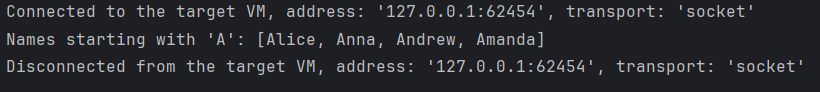 Connected to the target VM, address: '127.0.0.1:62454', transport: 'socket'
Names starting with 'A': [Alice, Anna, Andrew, Amanda]
Disconnected from the target VM, address: '127.0.0.1:62454', transport: 'socket'